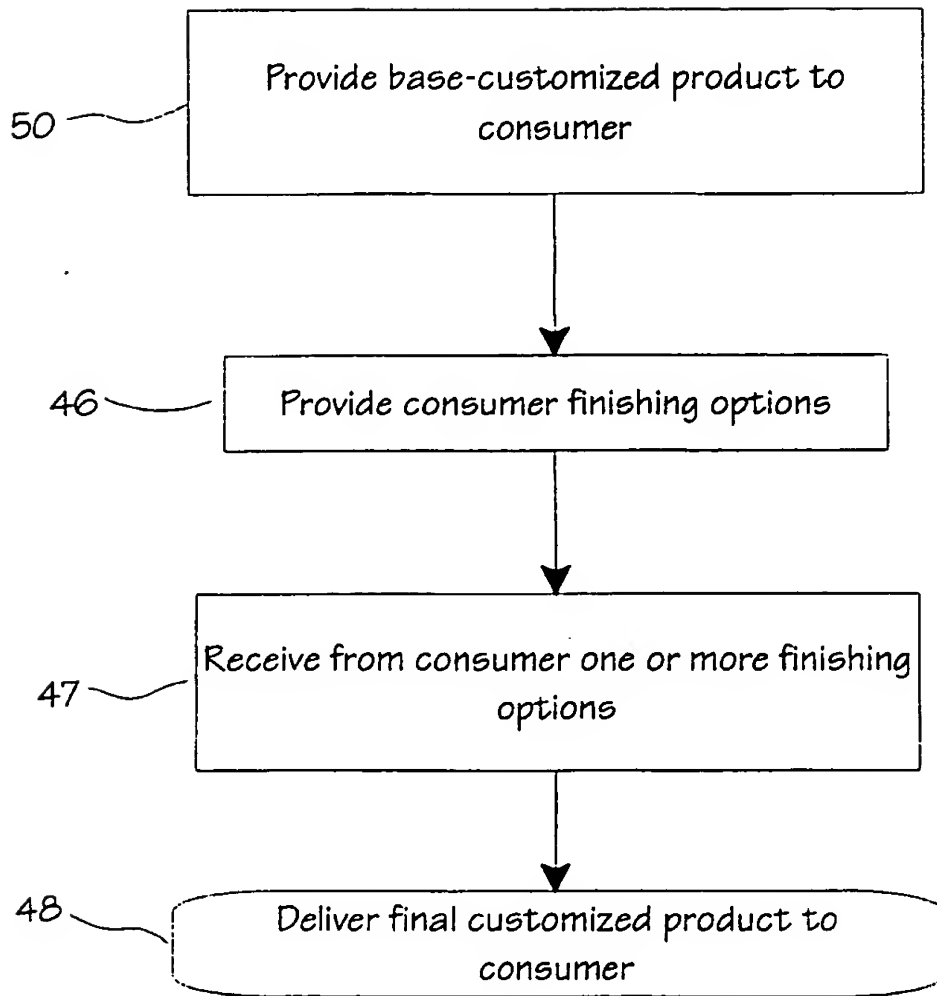 Provide base-customized product to
consumer
50
46
Provide consumer finishing options
Receive from consumer one or more finishing
options
47
48
Deliver final customized product to
consumer